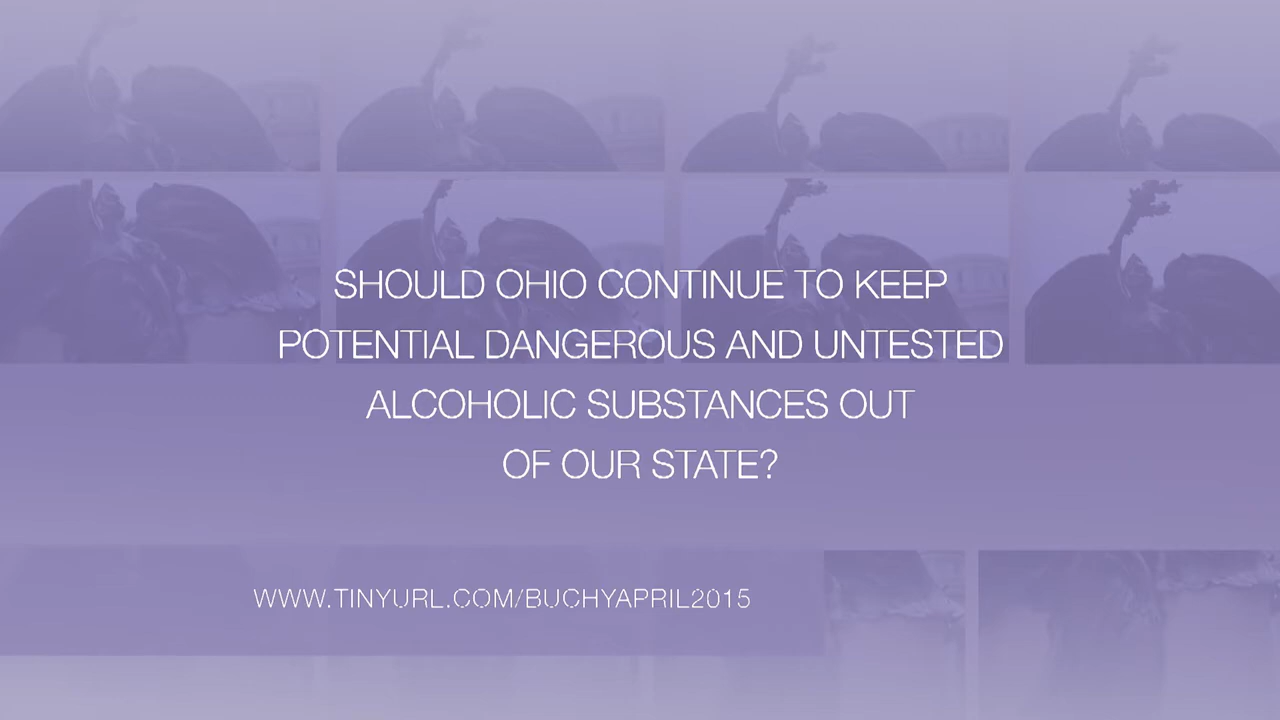 SHOULD OHIO CONTINUE TO KEEP
POTENTIAL DANGEROUS AND UNTESTED
ALCOHOLIC SUBSTANCES OUT
OF OUR STATE?
WWW.TINYURL.COM/BUCHYAPRIL2015